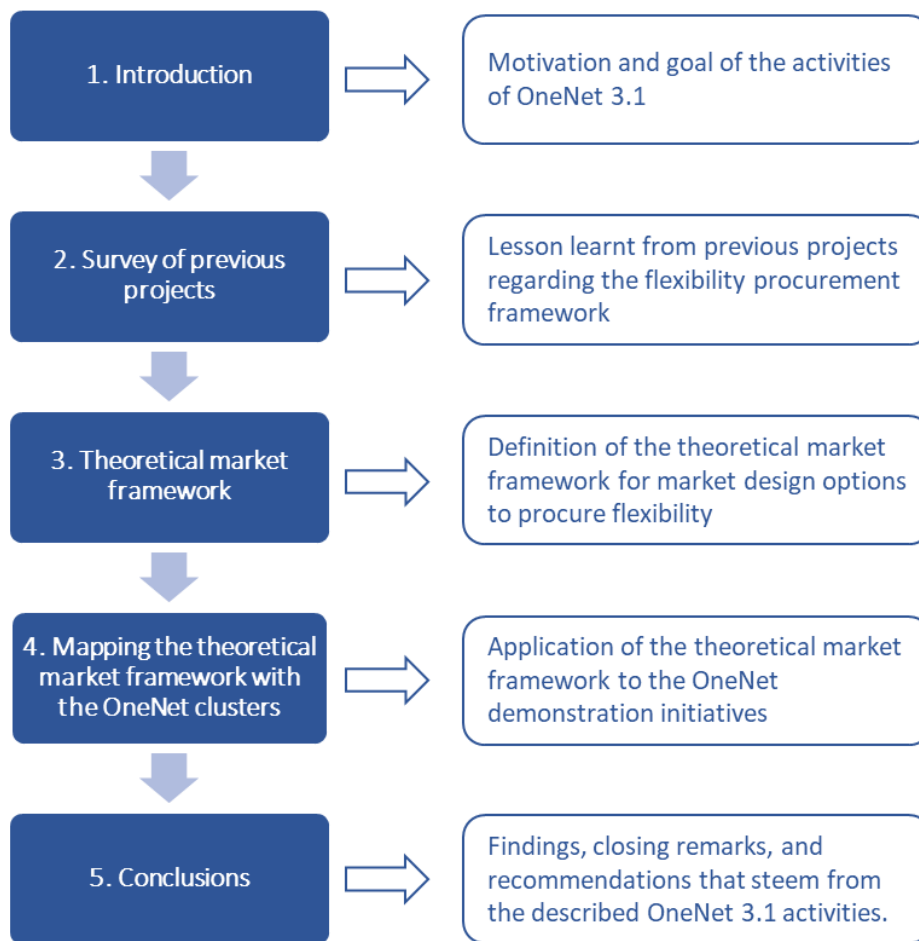 1. Introduction
Motivation and goal of the activities
of OneNet 3.1
2. Survey of previous
projects
Lesson learnt from previous projects
regarding the flexibility procurement
framework
3. Theoretical market
framework
Definition of the theoretical market
framework for market design options
to procure flexibility
4. Mapping the theoretical
market framework with
the OneNet clusters
Application of the theoretical market
framework to the OneNet
demonstration initiatives
5. Conclusions
Findings, closing remarks, and
recommendations that steem from
the described OneNet 3.1 activities.